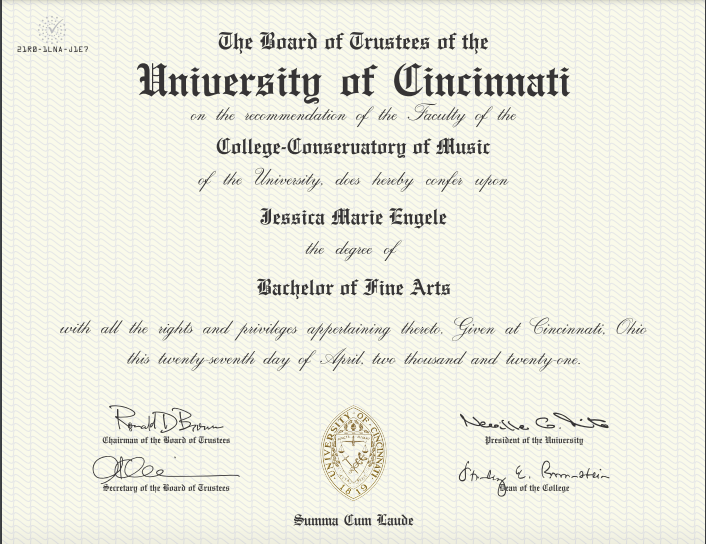 21R0-1LNA-J1E7
The Board of Trustees of the
University of Cincinnati
on the recommendation of the Faculty of the
College-Conservatory of Music
of the University, does hereby confer upon
Jessica Marie Engele
the degree of
Bachelor of Fine Arts
with all the rights and privileges appertaining thereto. Given at Cincinnati, Ohio
this twenty-seventh day of April, two thousand and twenty-one.
Ronald D Brown
Chairman of the Board of Trustees
Secretary of the Board of Trustees
UNIVERSITY OF CINCINNATI 1819
Neville G. Pinto
President of the University
Stanley E. Romanstein
Dean of the College
Summa Cum Laude